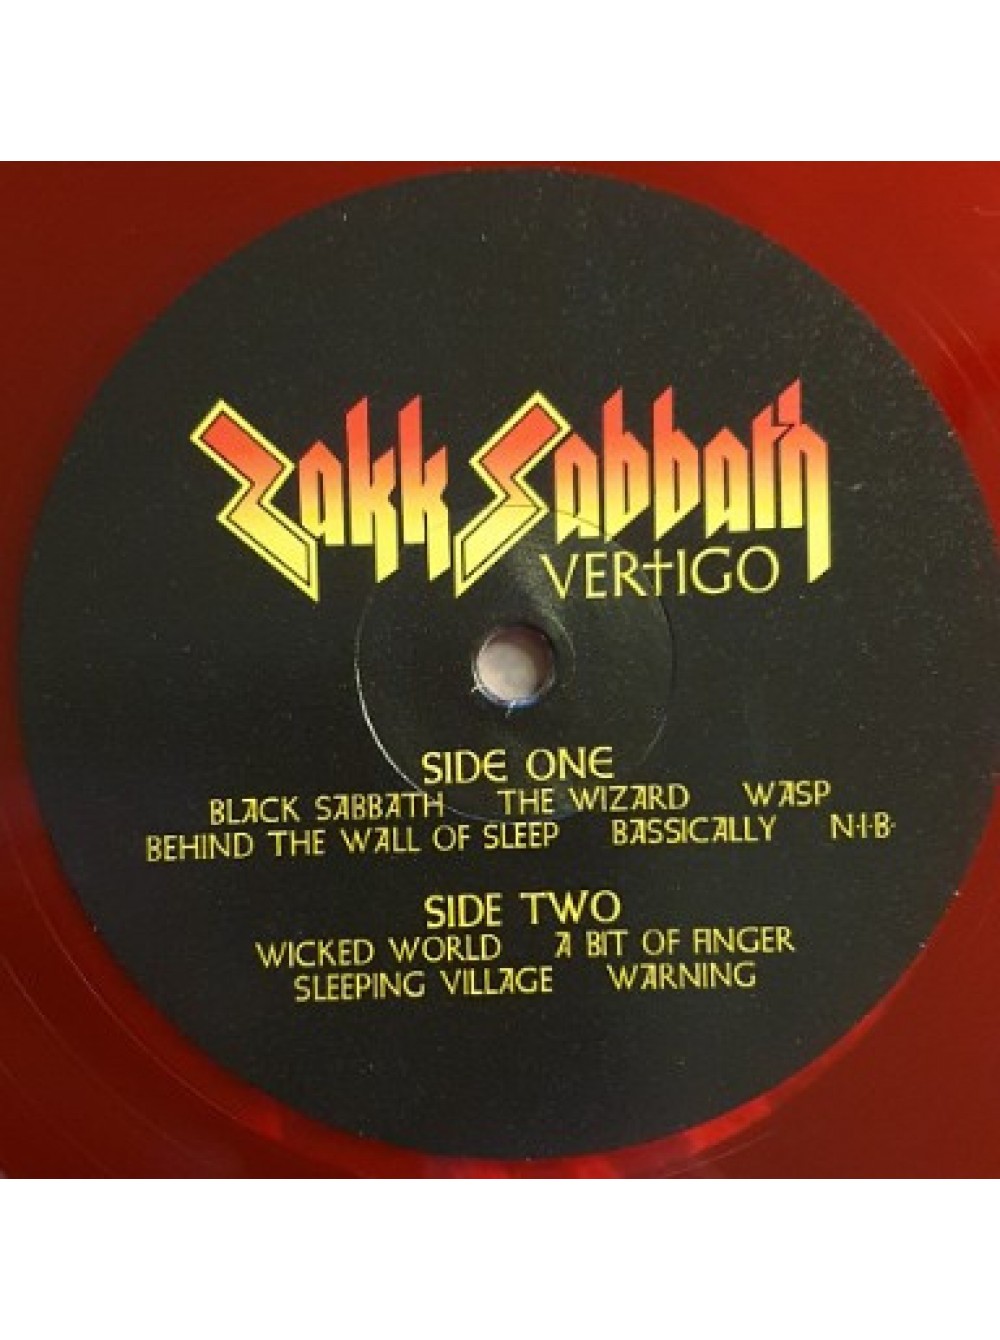 Zakk Sabbath
VERTIGO
SIDE ONE
BLACK SABBATH THE WIZARD WASP
BEHIND THE WALL OF SLEEP BASSICALLY N·I·B·
SIDE TWO
WICKED WORLD A BIT OF FINGER
SLEEPING VILLAGE WARNING